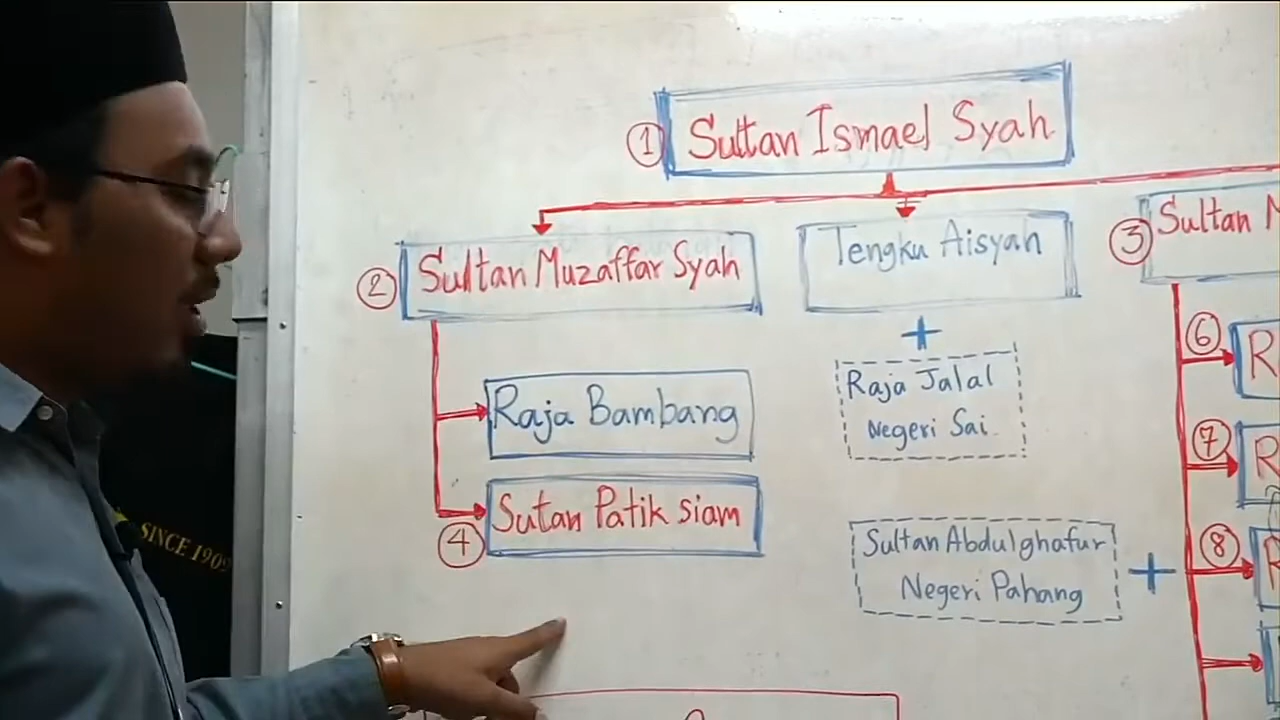 1 Sultan Ismael Syah
2 Sultan Muzaffar Syah
Tengku Aisyah
3 Sultan
+
Raja Jalal
Negeri Sai
Raja Bambang
4 Sutan Patik siam
Sultan Abdulghafur
Negeri Pahang
+
6 R
7 R
8 R
SINCE 1909